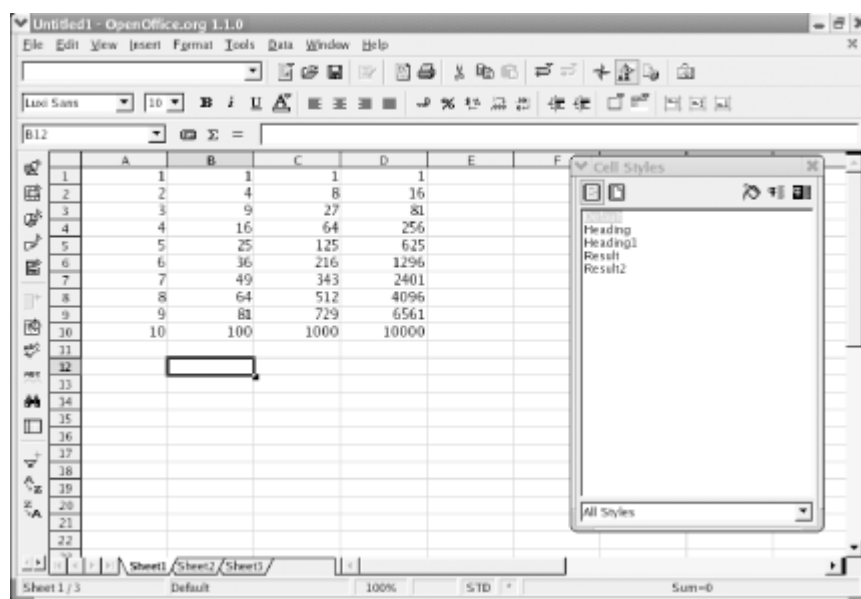 Untitled1 - OpenOffice.org 1.1.0
File Edit View Insert Format Tools Data Window Help
Luxi Sans 10 B i U A
B12 Σ =
A B C D E F
1 1 1 1 1
2 2 4 8 16
3 3 9 27 81
4 4 16 64 256
5 5 25 125 625
6 6 36 216 1296
7 7 49 343 2401
8 8 64 512 4096
9 9 81 729 6561
10 10 100 1000 10000
11
12
13
14
15
16
17
18
19
20
21
22
Cell Styles
Heading
Heading1
Result
Result2
All Styles
Sheet1 Sheet2 Sheet3
Sheet 1 / 3 Default 100% STD * Sum=0